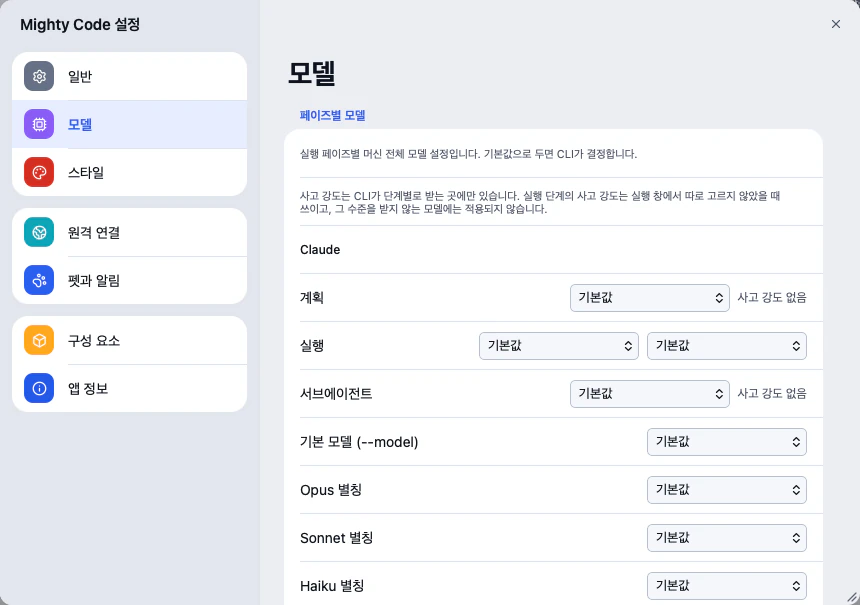 Mighty Code 설정
일반
모델
스타일
원격 연결
펫과 알림
구성 요소
앱 정보
모델
페이즈별 모델
실행 페이즈별 머신 전체 모델 설정입니다. 기본값으로 두면 CLI가 결정합니다.
사고 강도는 CLI가 단계별로 받는 곳에만 있습니다. 실행 단계의 사고 강도는 실행 창에서 따로 고르지 않았을 때
쓰이고, 그 수준을 받지 않는 모델에는 적용되지 않습니다.
Claude
계획 기본값 사고 강도 없음
실행 기본값 기본값
서브에이전트 기본값 사고 강도 없음
기본 모델 (--model) 기본값
Opus 별칭 기본값
Sonnet 별칭 기본값
Haiku 별칭 기본값